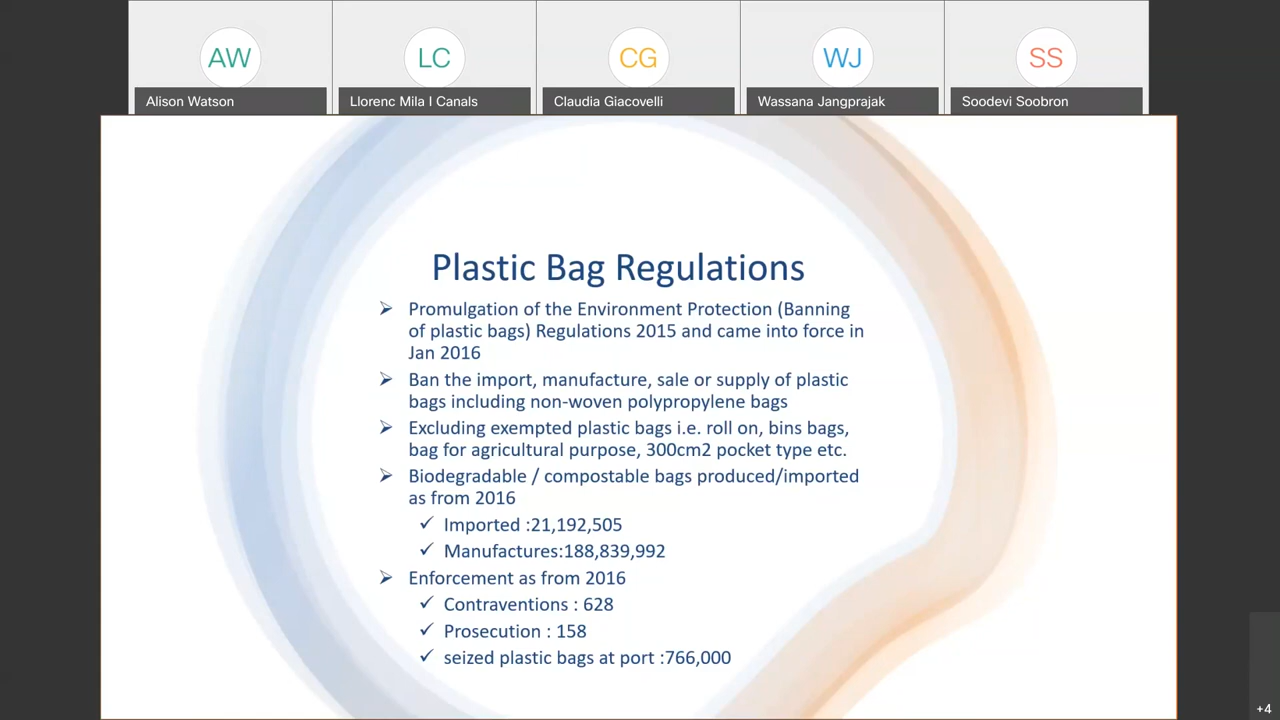 AW
LC
CG
WJ
SS
Alison Watson
Llorenc Mila I Canals
Claudia Giacovelli
Wassana Jangprajak
Soodevi Soobron
Plastic Bag Regulations
Promulgation of the Environment Protection (Banning
of plastic bags) Regulations 2015 and came into force in
Jan 2016
Ban the import, manufacture, sale or supply of plastic
bags including non-woven polypropylene bags
Excluding exempted plastic bags i.e. roll on, bins bags,
bag for agricultural purpose, 300cm2 pocket type etc.
Biodegradable / compostable bags produced/imported
as from 2016
Imported :21,192,505
Manufactures:188,839,992
Enforcement as from 2016
Contraventions : 628
Prosecution : 158
seized plastic bags at port :766,000
+4